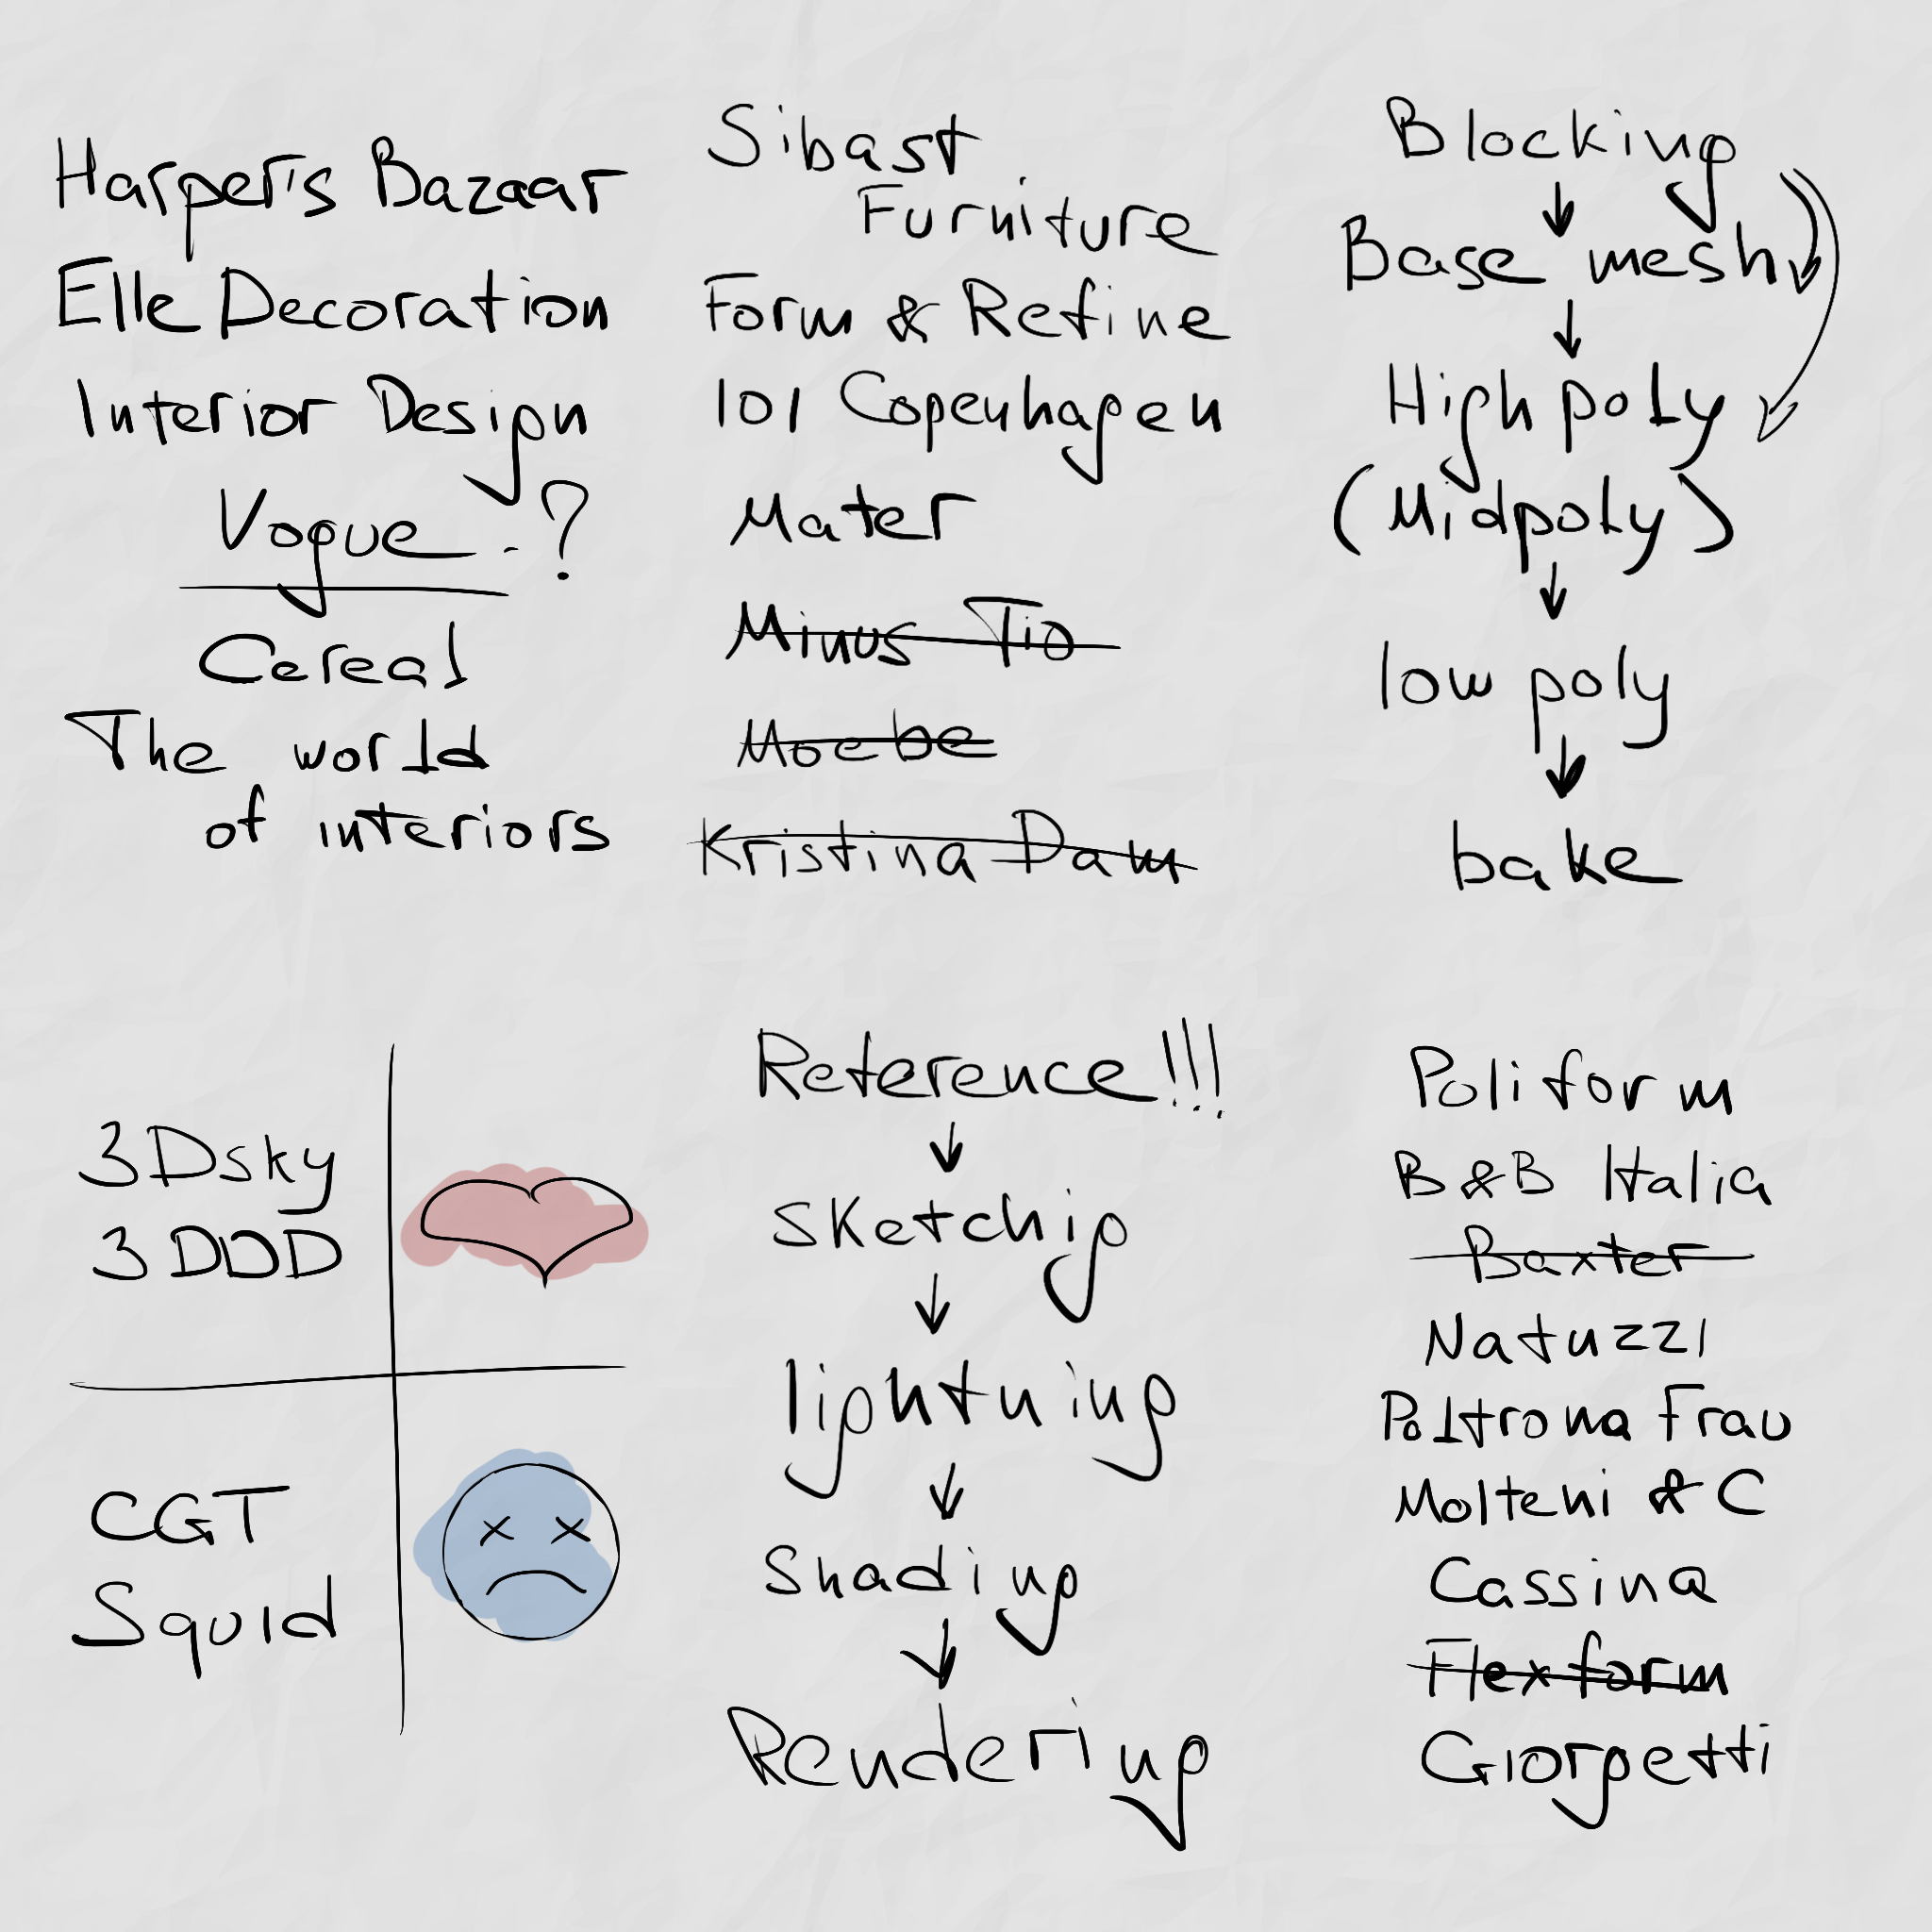 Harper's Bazaar
Elle Decoration
Interior Design
Vogue - ?
Cereal
The world
of interiors
Sibast
Furniture
Form & Refine
101 Copenhagen
Mater
Minus Tio
Moebe
Kristina Dam
Blocking
↓
Base mesh
↓
High poly
(Midpoly)
↓
low poly
↓
bake
3Dsky
3DDD
CGT
Squid
Reference!!!
↓
Sketchig
↓
lightning
↓
Shading
↓
Rendering
Poliform
B&B Italia
Baxter
Natuzzi
Poltrona Frau
Molteni & C
Cassina
Flexform
Giorgetti